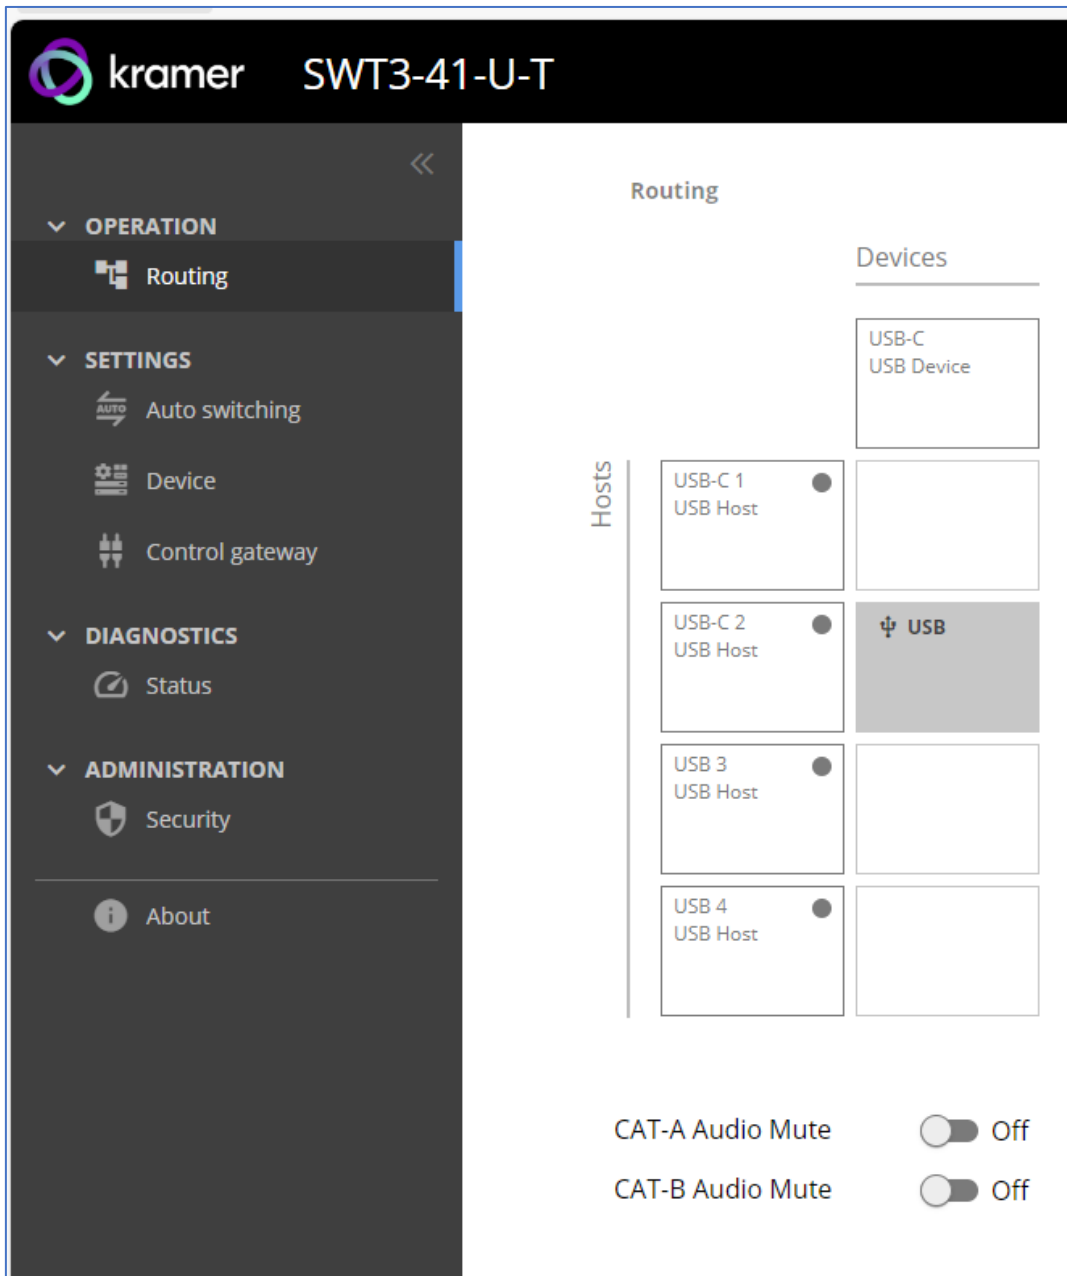 kramer SWT3-41-U-T
OPERATION
Routing
SETTINGS
AUTO
Auto switching
Device
Control gateway
DIAGNOSTICS
Status
ADMINISTRATION
Security
About
Routing
Devices
USB-C
USB Device
Hosts
USB-C 1
USB Host
USB-C 2
USB Host
USB
USB 3
USB Host
USB 4
USB Host
CAT-A Audio Mute Off
CAT-B Audio Mute Off